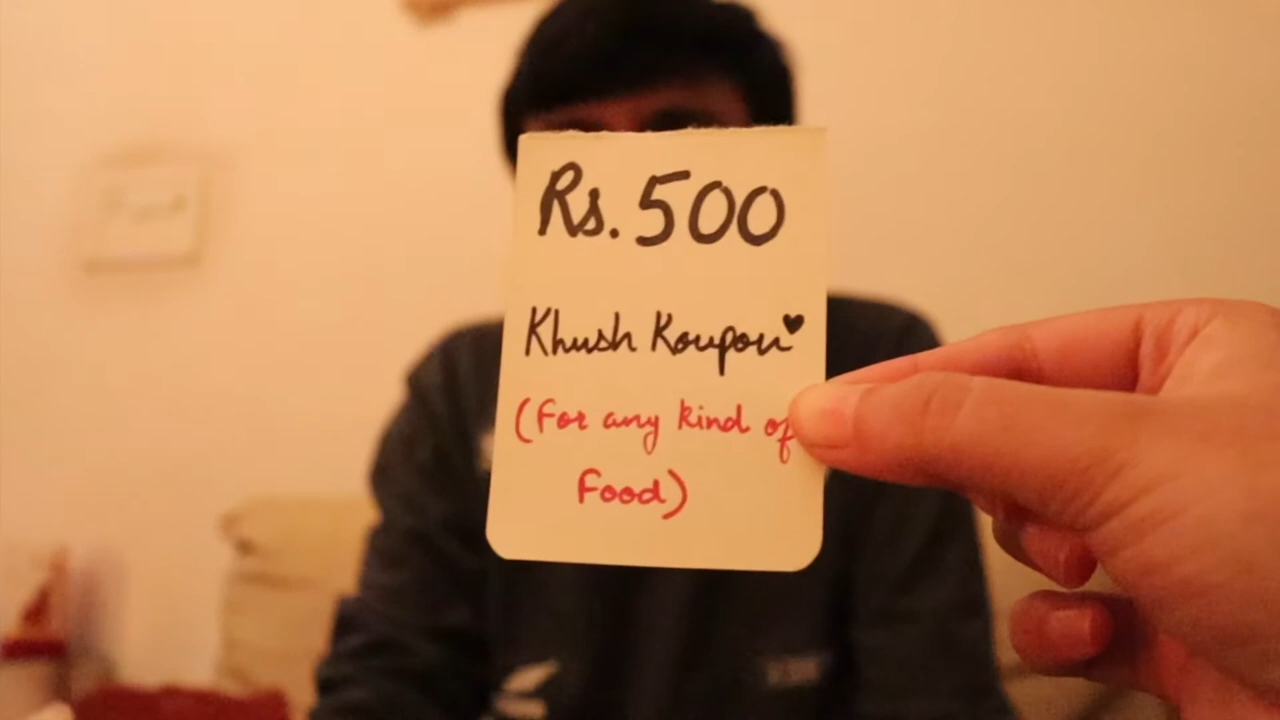 Rs. 500
Khush Koupon♥
(For any kind of
Food)